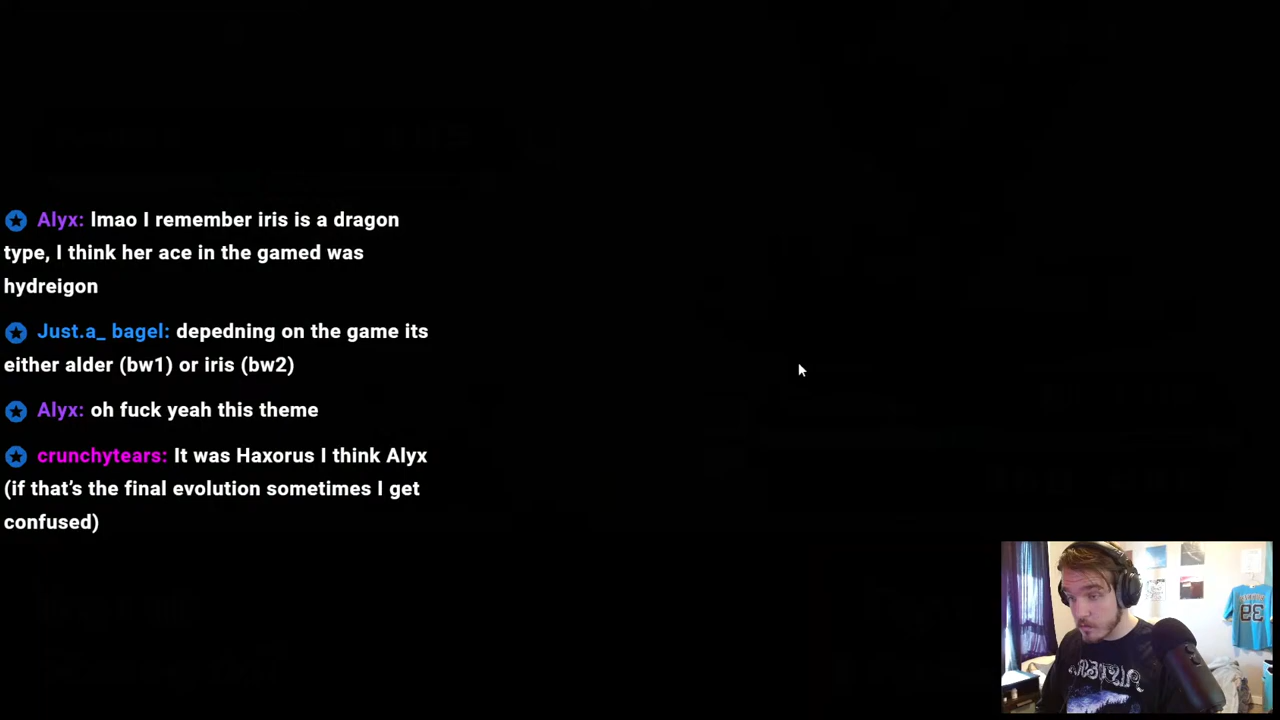 Alyx: lmao I remember iris is a dragon
type, I think her ace in the gamed was
hydreigon
Just.a_ bagel: depedning on the game its
either alder (bw1) or iris (bw2)
Alyx: oh fuck yeah this theme
crunchytears: It was Haxorus I think Alyx
(if that's the final evolution sometimes I get
confused)